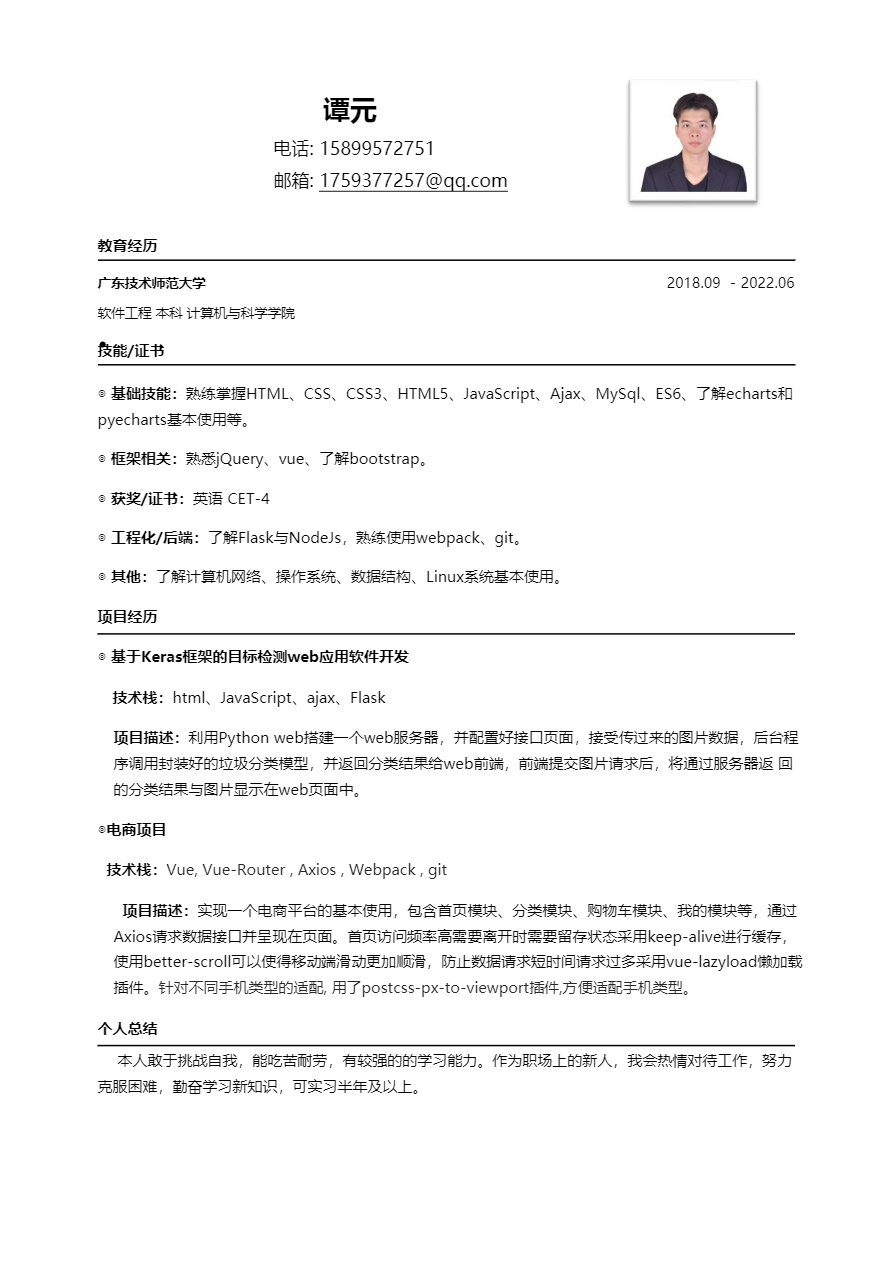 谭元
电话: 15899572751
邮箱: 1759377257@qq.com
教育经历
广东技术师范大学 2018.09 - 2022.06
软件工程 本科 计算机与科学学院
技能/证书
◎ 基础技能：熟练掌握HTML、CSS、CSS3、HTML5、JavaScript、Ajax、MySql、ES6、了解echarts和
pyecharts基本使用等。
◎ 框架相关：熟悉jQuery、vue、了解bootstrap。
◎ 获奖/证书：英语 CET-4
◎ 工程化/后端：了解Flask与NodeJs，熟练使用webpack、git。
◎ 其他：了解计算机网络、操作系统、数据结构、Linux系统基本使用。
项目经历
◎ 基于Keras框架的目标检测web应用软件开发
技术栈：html、JavaScript、ajax、Flask
项目描述：利用Python web搭建一个web服务器，并配置好接口页面，接受传过来的图片数据，后台程
序调用封装好的垃圾分类模型，并返回分类结果给web前端，前端提交图片请求后，将通过服务器返 回
的分类结果与图片显示在web页面中。
◎电商项目
技术栈：Vue, Vue-Router , Axios , Webpack , git
项目描述：实现一个电商平台的基本使用，包含首页模块、分类模块、购物车模块、我的模块等，通过
Axios请求数据接口并呈现在页面。首页访问频率高需要离开时需要留存状态采用keep-alive进行缓存，
使用better-scroll可以使得移动端滑动更加顺滑，防止数据请求短时间请求过多采用vue-lazyload懒加载
插件。针对不同手机类型的适配, 用了postcss-px-to-viewport插件,方便适配手机类型。
个人总结
本人敢于挑战自我，能吃苦耐劳，有较强的的学习能力。作为职场上的新人，我会热情对待工作，努力
克服困难，勤奋学习新知识，可实习半年及以上。